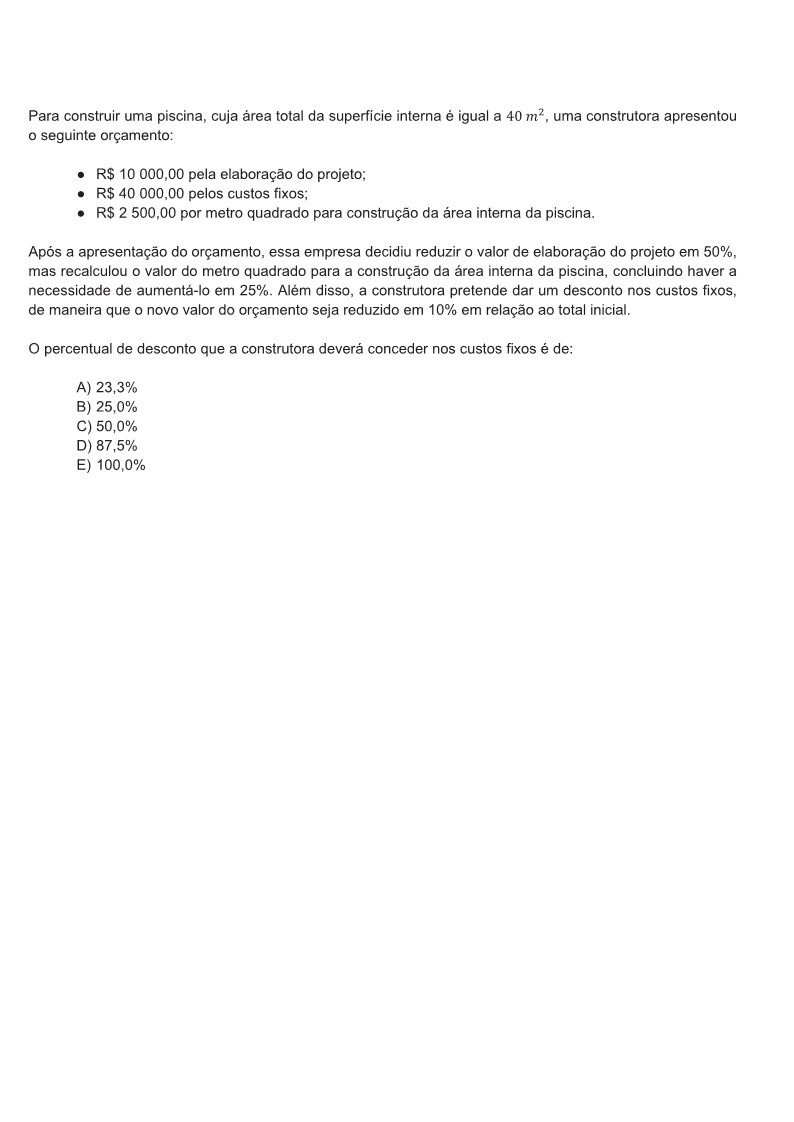 Para construir uma piscina, cuja área total da superfície interna é igual a 40 m², uma construtora apresentou
o seguinte orçamento:
● R$ 10 000,00 pela elaboração do projeto;
● R$ 40 000,00 pelos custos fixos;
● R$ 2 500,00 por metro quadrado para construção da área interna da piscina.
Após a apresentação do orçamento, essa empresa decidiu reduzir o valor de elaboração do projeto em 50%,
mas recalculou o valor do metro quadrado para a construção da área interna da piscina, concluindo haver a
necessidade de aumentá-lo em 25%. Além disso, a construtora pretende dar um desconto nos custos fixos,
de maneira que o novo valor do orçamento seja reduzido em 10% em relação ao total inicial.
O percentual de desconto que a construtora deverá conceder nos custos fixos é de:
A) 23,3%
B) 25,0%
C) 50,0%
D) 87,5%
E) 100,0%